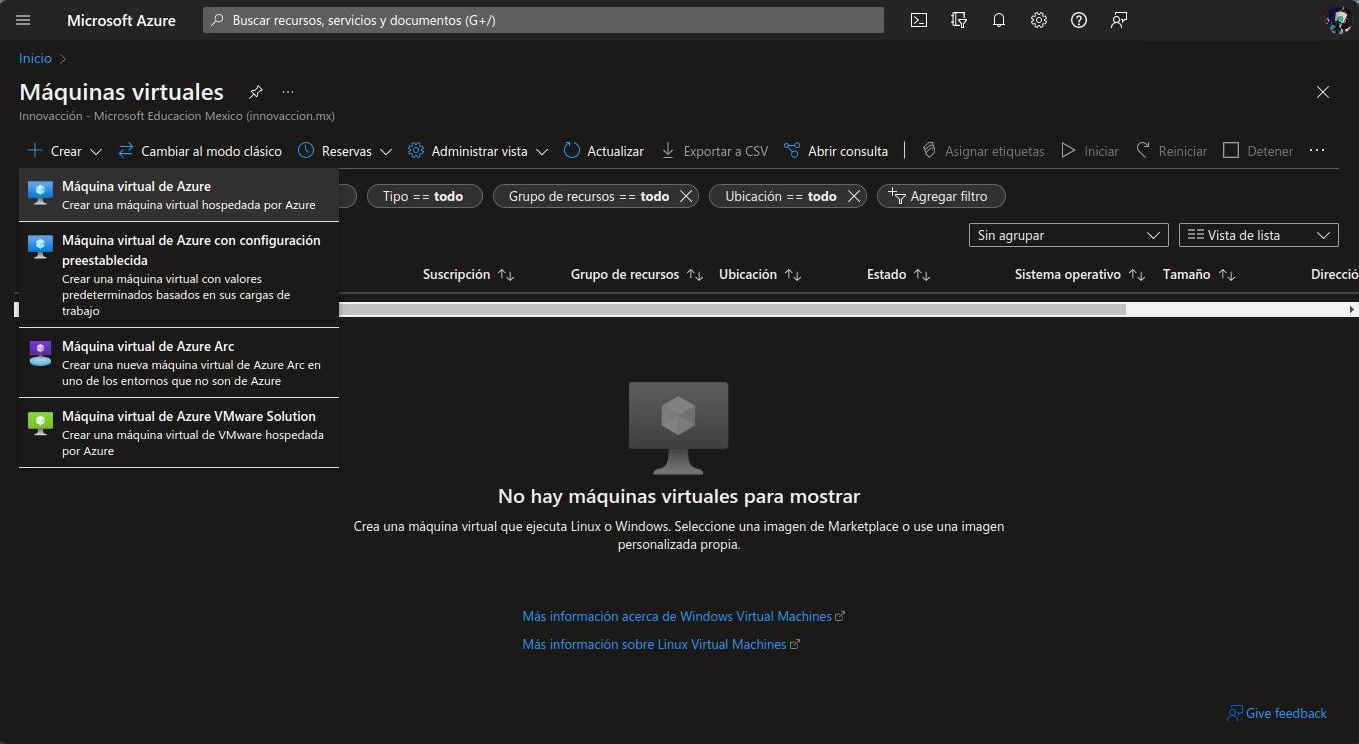 Microsoft Azure
Buscar recursos, servicios y documentos (G+/)
Inicio
Máquinas virtuales
Innovacción - Microsoft Educacion Mexico (innovaccion.mx)
Crear Cambiar al modo clásico Reservas Administrar vista Actualizar Exportar a CSV Abrir consulta Asignar etiquetas Iniciar Reiniciar Detener
Máquina virtual de Azure
Crear una máquina virtual hospedada por Azure
Máquina virtual de Azure con configuración
preestablecida
Crear una máquina virtual con valores
predeterminados basados en sus cargas de
trabajo
Máquina virtual de Azure Arc
Crear una nueva máquina virtual de Azure Arc en
uno de los entornos que no son de Azure
Máquina virtual de Azure VMware Solution
Crear una máquina virtual de VMware hospedada
por Azure
Tipo == todo Grupo de recursos == todo Ubicación == todo Agregar filtro
Sin agrupar Vista de lista
Suscripción Grupo de recursos Ubicación Estado Sistema operativo Tamaño Direcció
No hay máquinas virtuales para mostrar
Crea una máquina virtual que ejecuta Linux o Windows. Seleccione una imagen de Marketplace o use una imagen
personalizada propia.
Más información acerca de Windows Virtual Machines
Más información sobre Linux Virtual Machines
Give feedback